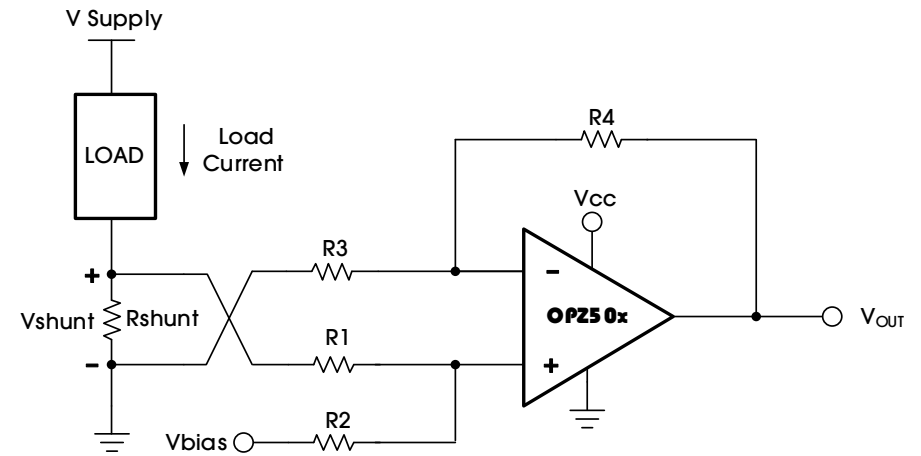 V Supply
LOAD
Load
Current
R4
Vcc
R3
+
Vshunt
Rshunt
-
OPZ50x
-
+
VOUT
R1
R2
Vbias